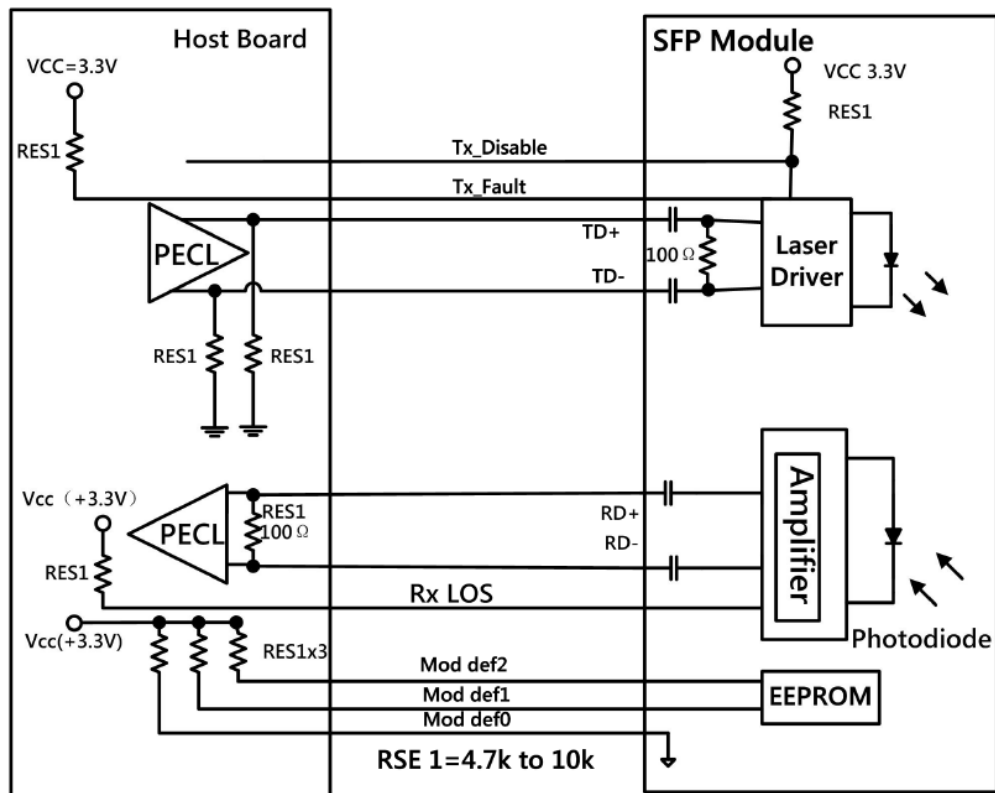 Host Board
SFP Module
VCC=3.3V
VCC 3.3V
RES1
RES1
Tx_Disable
Tx_Fault
PECL
TD+
100Ω
TD-
Laser
Driver
RES1
RES1
Vcc（+3.3V）
PECL
RES1
100Ω
RD+
RD-
Amplifier
RES1
Rx LOS
Vcc(+3.3V)
RES1x3
Photodiode
Mod def2
Mod def1
Mod def0
EEPROM
RSE 1=4.7k to 10k